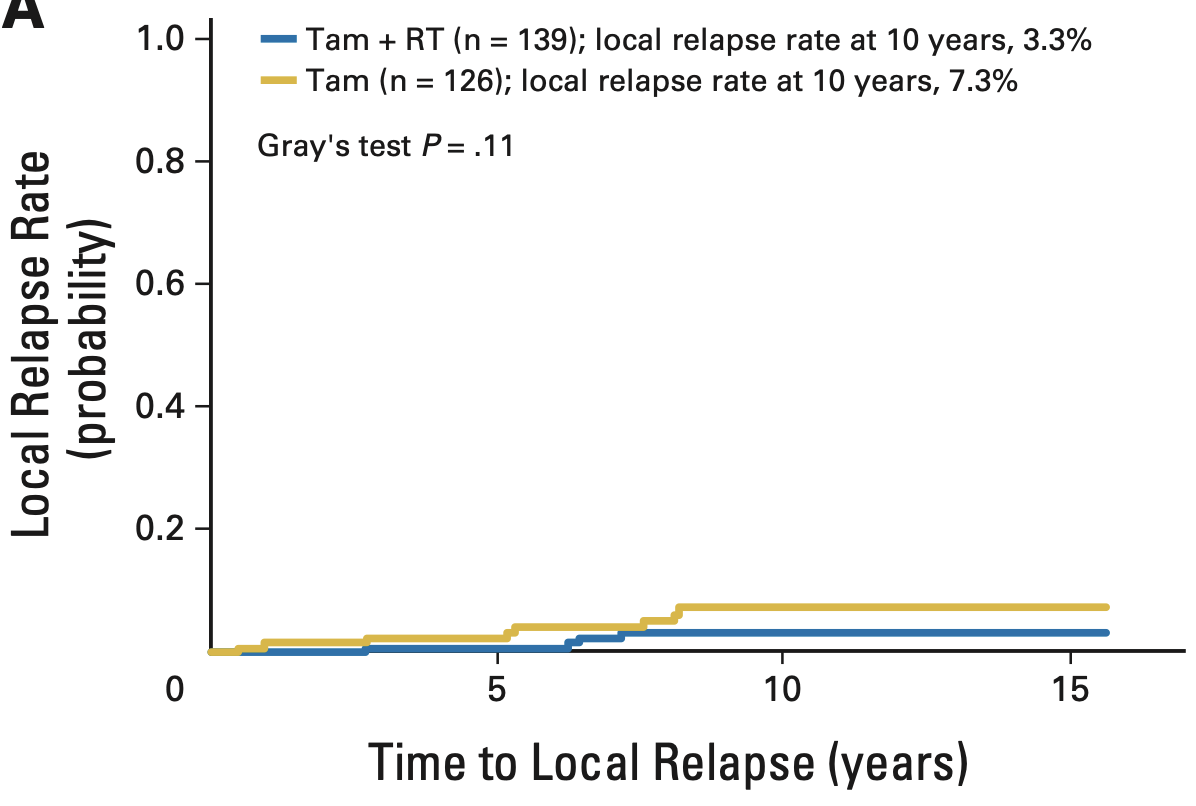 A
Tam + RT (n = 139); local relapse rate at 10 years, 3.3%
Tam (n = 126); local relapse rate at 10 years, 7.3%
Gray's test P = .11
Local Relapse Rate
(probability)
1.0
0.8
0.6
0.4
0.2
0
5
10
15
Time to Local Relapse (years)